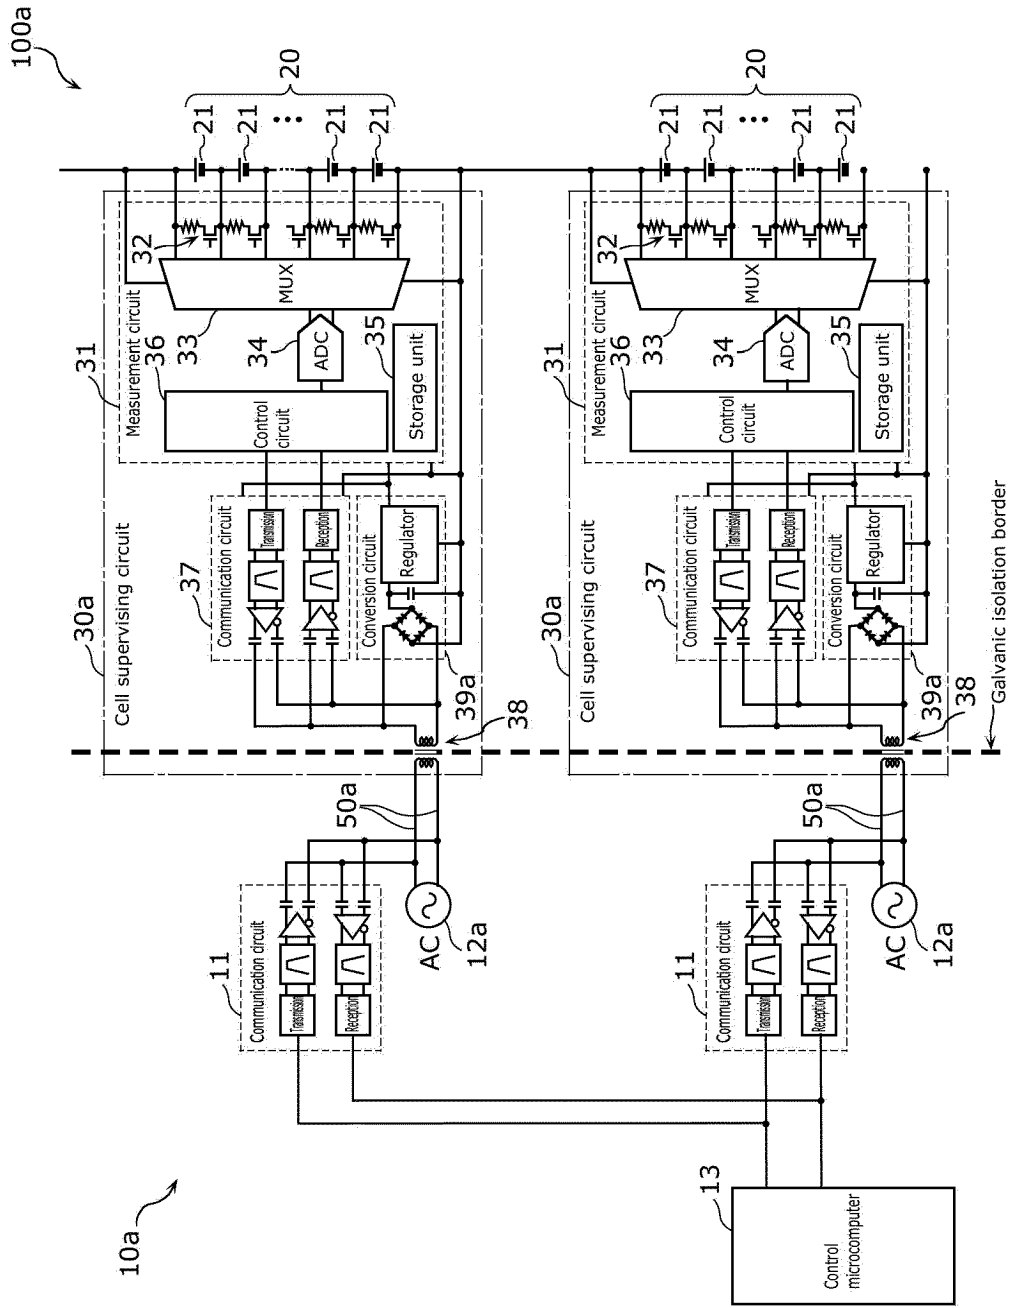 100a
10a
20
21
21
21
21
30a
Cell supervising circuit
31
Measurement circuit
32
33
MUX
34
ADC
35
Storage unit
36
Control
circuit
37
Communication circuit
Transmission
Reception
Conversion circuit
Regulator
39a
38
50a
11
Communication circuit
Transmission
Reception
AC
12a
20
21
21
21
21
30a
Cell supervising circuit
31
Measurement circuit
32
33
MUX
34
ADC
35
Storage unit
36
Control
circuit
37
Communication circuit
Transmission
Reception
Conversion circuit
Regulator
39a
38
Galvanic isolation border
50a
11
Communication circuit
Transmission
Reception
AC
12a
13
Control
microcomputer